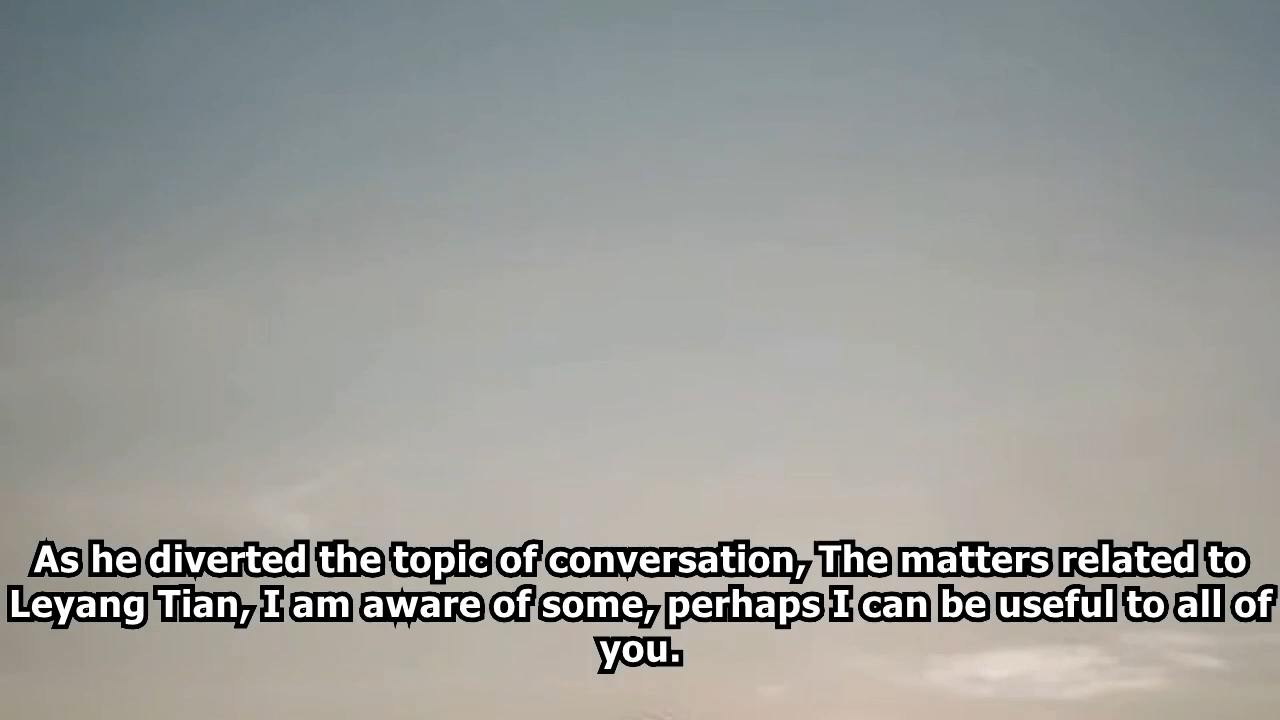 As he diverted the topic of conversation, The matters related to
Leyang Tian, I am aware of some, perhaps I can be useful to all of
you.